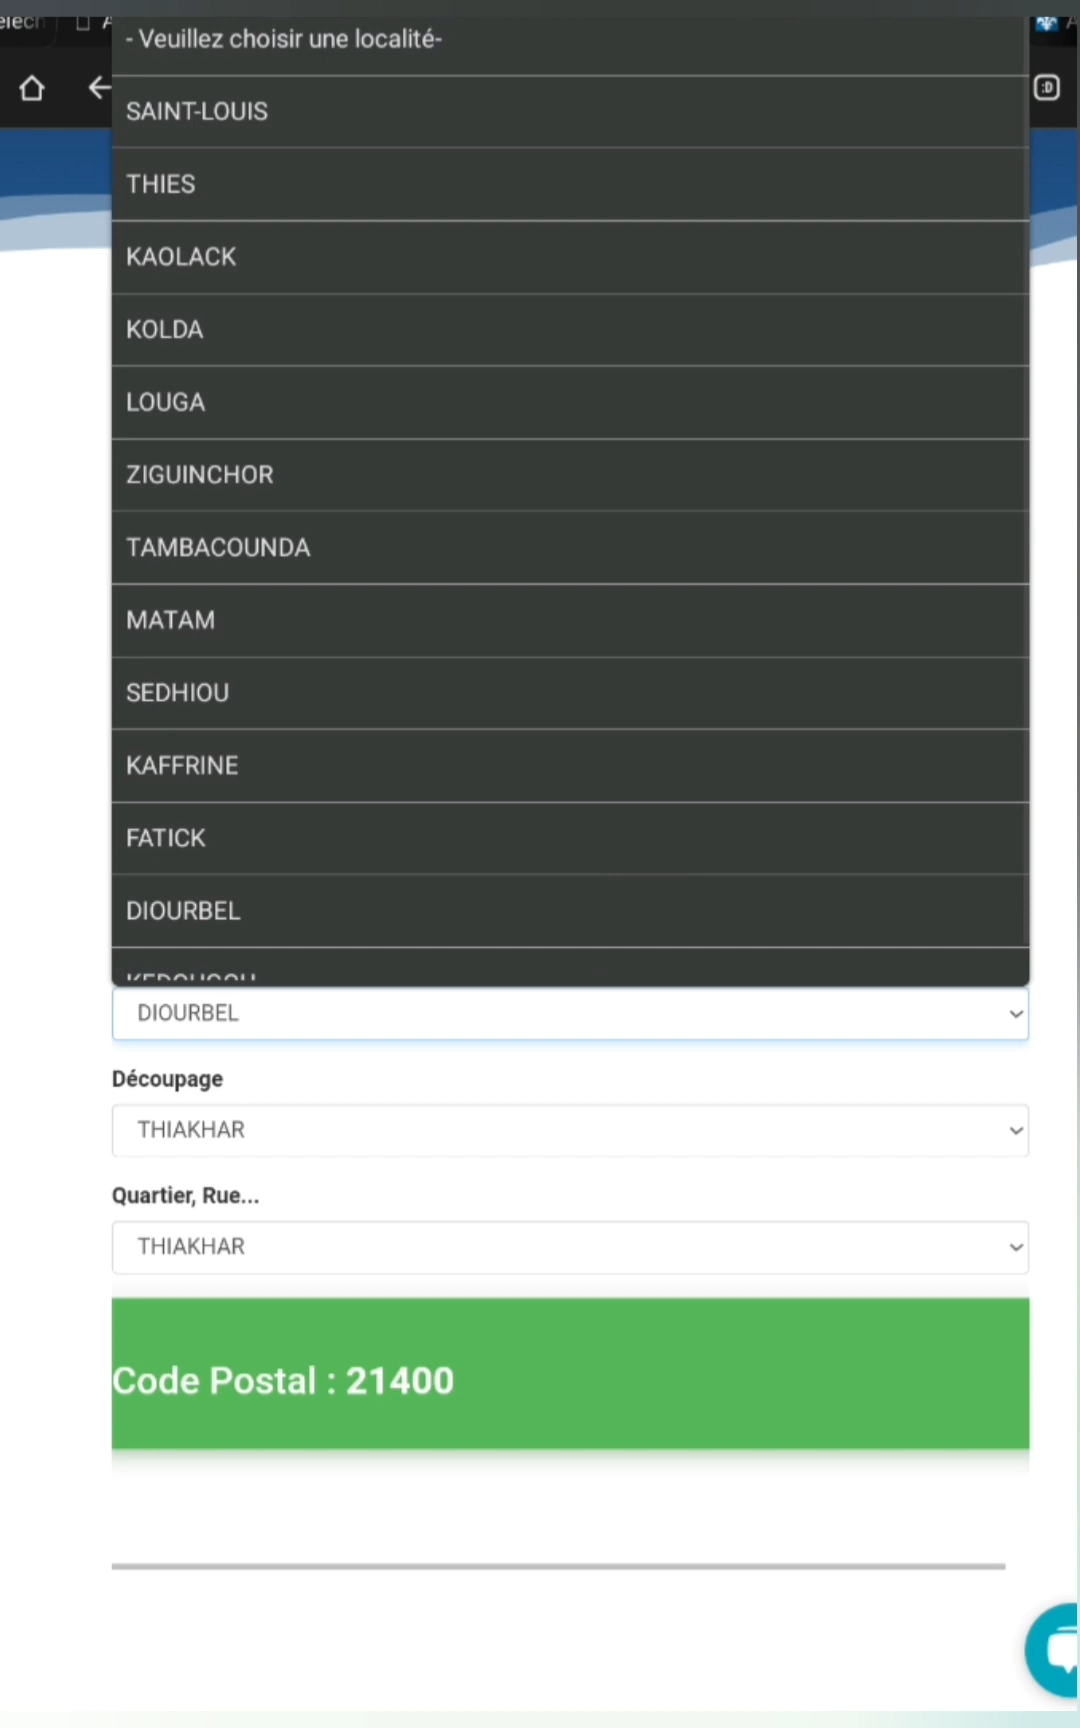 - Veuillez choisir une localité-
SAINT-LOUIS
THIES
KAOLACK
KOLDA
LOUGA
ZIGUINCHOR
TAMBACOUNDA
MATAM
SEDHIOU
KAFFRINE
FATICK
DIOURBEL
DIOURBEL
Découpage
THIAKHAR
Quartier, Rue...
THIAKHAR
Code Postal : 21400